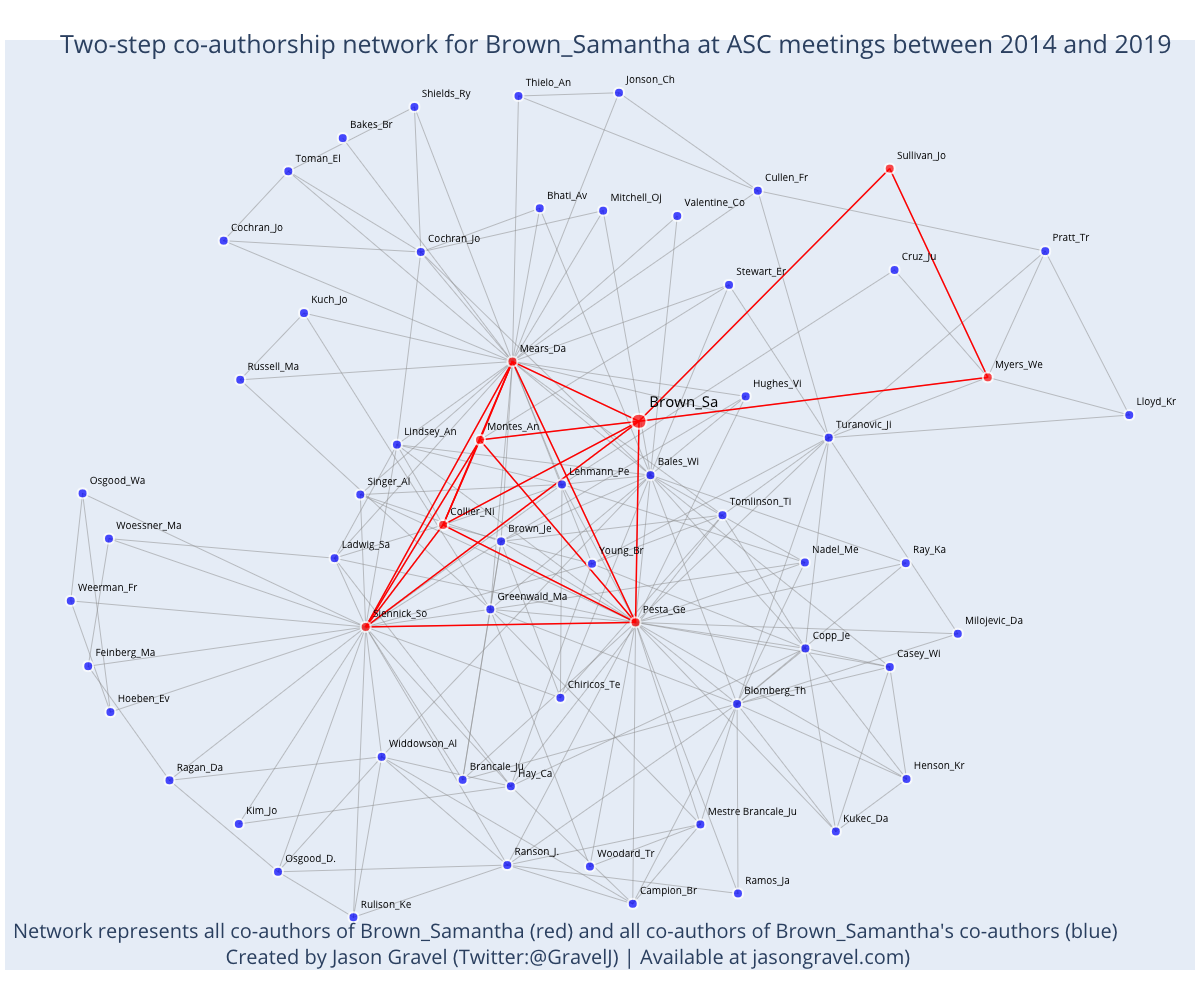 Two-step co-authorship network for Brown_Samantha at ASC meetings between 2014 and 2019
Thielo_An
Jonson_Ch
Shields_Ry
Bakes_Br
Toman_El
Sullivan_Jo
Cullen_Fr
Bhati_Av
Mitchell_Oj
Valentine_Co
Cochran_Jo
Cochran_Jo
Pratt_Tr
Cruz_Ju
Stewart_Er
Kuch_Jo
Mears_Da
Russell_Ma
Myers_We
Hughes_Vi
Brown_Sa
Lloyd_Kr
Lindsey_An
Montes_An
Turanovic_Ji
Lehmann_Pe
Bales_Wi
Osgood_Wa
Singer_Al
Tomlinson_Ti
Collier_Ni
Woessner_Ma
Brown_Je
Ladwig_Sa
Young_Br
Nadel_Me
Ray_Ka
Weerman_Fr
Greenwald_Ma
Siennick_So
Pesta_Ge
Milojevic_Da
Copp_Je
Feinberg_Ma
Casey_Wi
Chiricos_Te
Hoeben_Ev
Blomberg_Th
Widdowson_Al
Ragan_Da
Brancale_Ju
Hay_Ca
Henson_Kr
Kim_Jo
Mestre Brancale_Ju
Kukec_Da
Osgood_D.
Ranson_J.
Woodard_Tr
Ramos_Ja
Campion_Br
Rulison_Ke
Network represents all co-authors of Brown_Samantha (red) and all co-authors of Brown_Samantha's co-authors (blue)
Created by Jason Gravel (Twitter:@GravelJ) | Available at jasongravel.com)